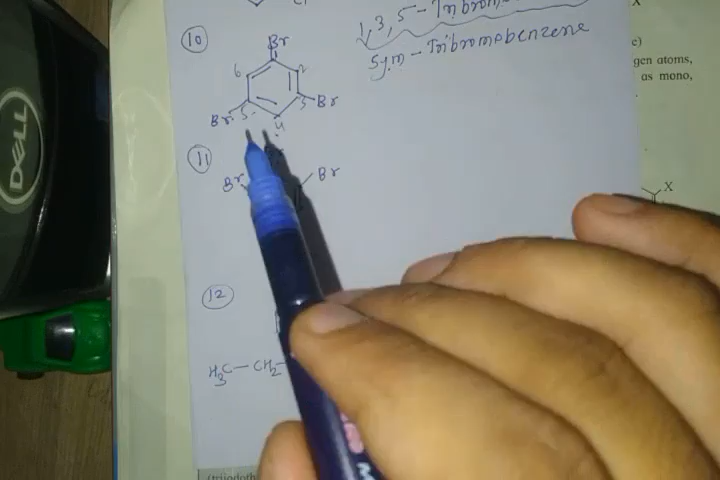 10
Br
1,3,5-
Sym-Tribromobenzene
6
2
Br
5
3
Br
4
11
Br
Br
12
H3C-CH2-
DELL
gen atoms,
as mono,
X
c)
X